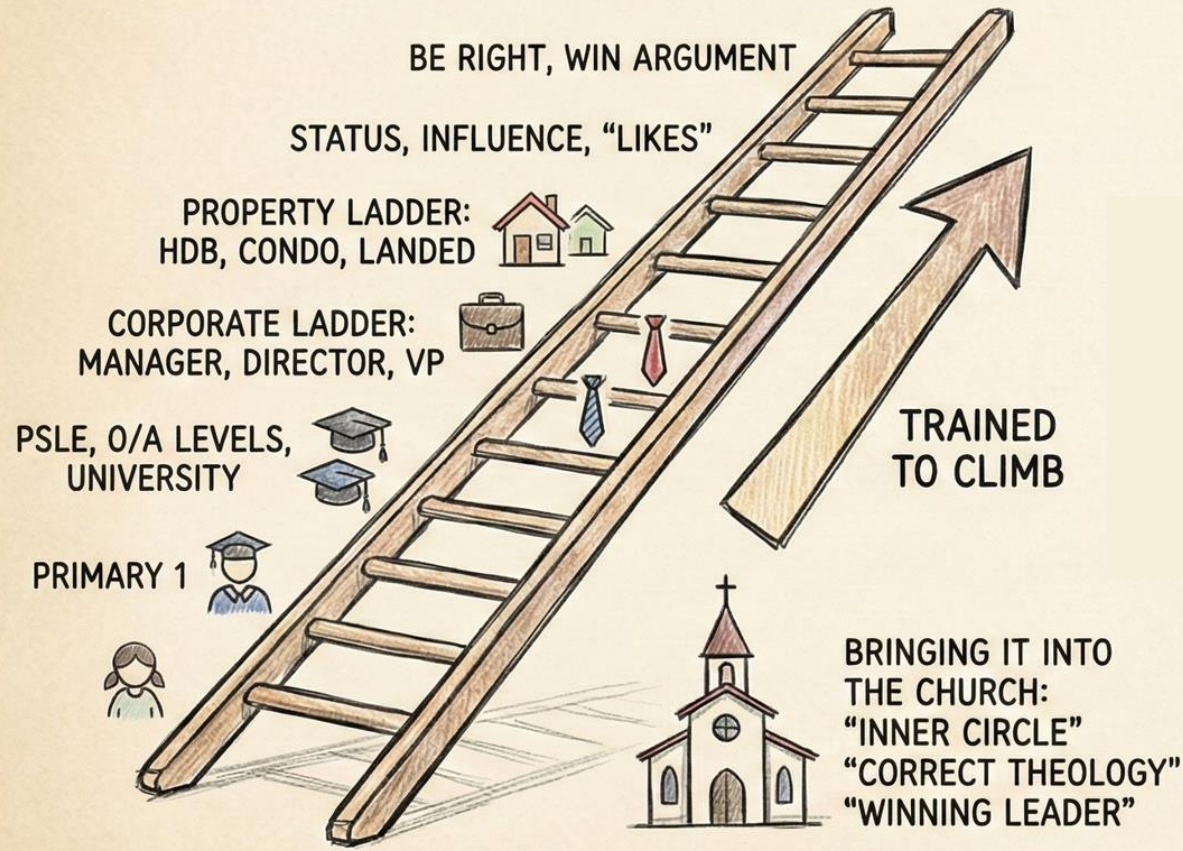 BE RIGHT, WIN ARGUMENT
STATUS, INFLUENCE, “LIKES”
PROPERTY LADDER:
HDB, CONDO, LANDED
CORPORATE LADDER:
MANAGER, DIRECTOR, VP
PSLE, O/A LEVELS,
UNIVERSITY
PRIMARY 1
TRAINED
TO CLIMB
BRINGING IT INTO
THE CHURCH:
“INNER CIRCLE”
“CORRECT THEOLOGY”
“WINNING LEADER”